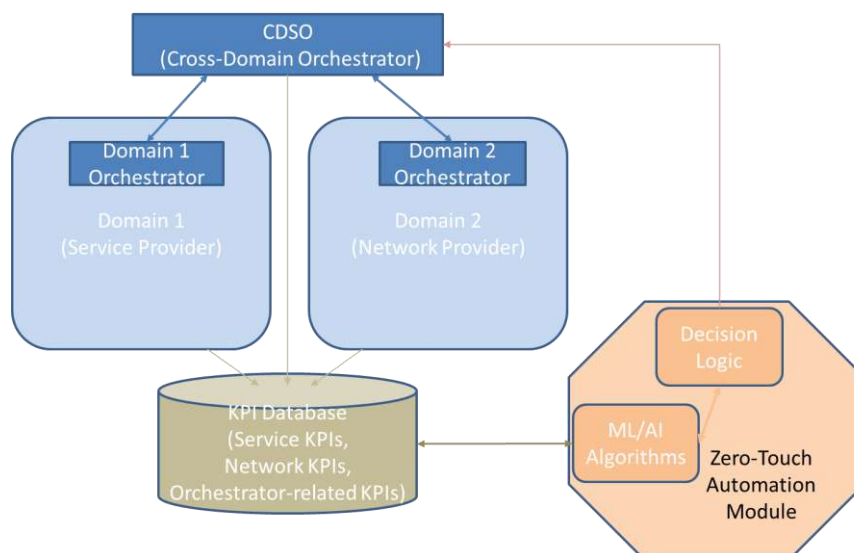 CDSO
(Cross-Domain Orchestrator)
Domain 1
Orchestrator
Domain 2
Orchestrator
Domain 1
(Service Provider)
Domain 2
(Network Provider)
Decision
Logic
KPI Database
(Service KPIs,
Network KPIs,
Orchestrator-related KPIs)
ML/AI
Algorithms
Zero-Touch
Automation
Module